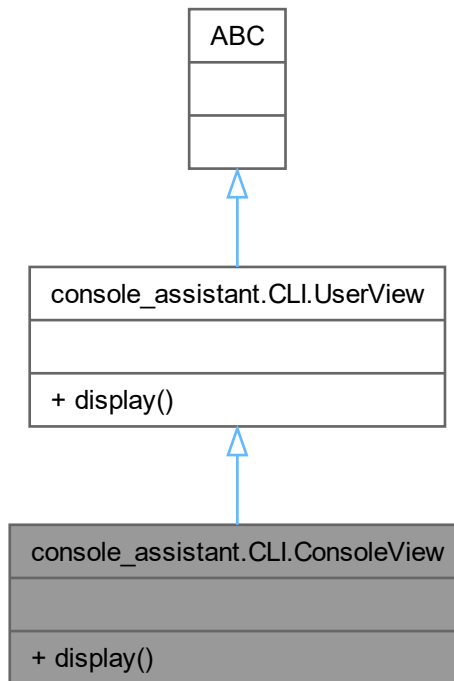 ABC
console_assistant.CLI.UserView
+ display()
console_assistant.CLI.ConsoleView
+ display()